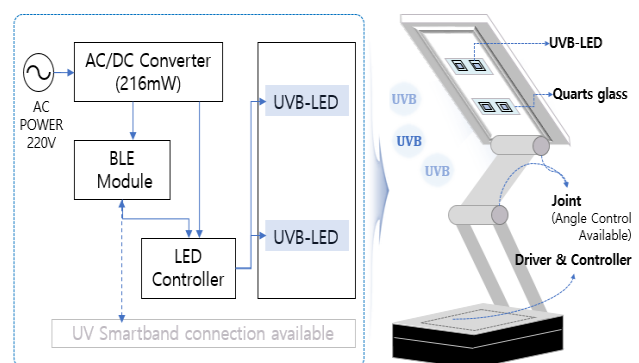 AC/DC Converter
(216mW)
AC
POWER
220V
BLE
Module
LED
Controller
UVB-LED
UVB-LED
UV Smartband connection available
UVB
UVB
UVB
UVB-LED
Quarts glass
Joint
(Angle Control
Available)
Driver & Controller